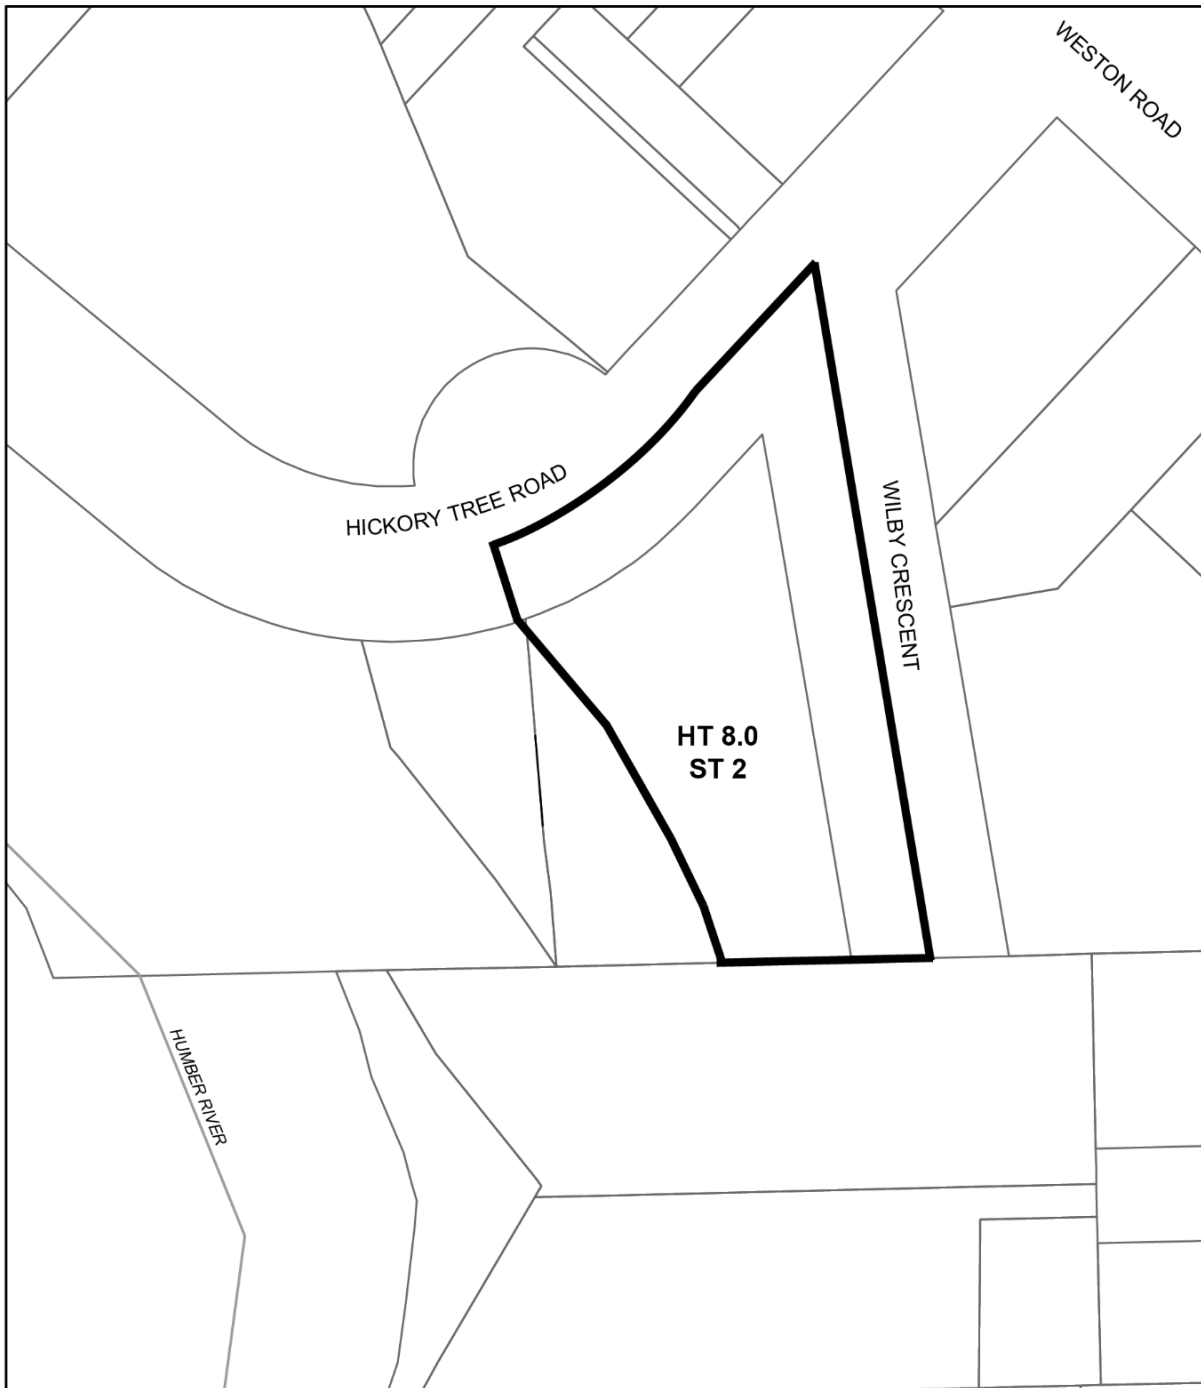 WESTON ROAD
HICKORY TREE ROAD
WILBY CRESCENT
HT 8.0
ST 2
HUMBER RIVER